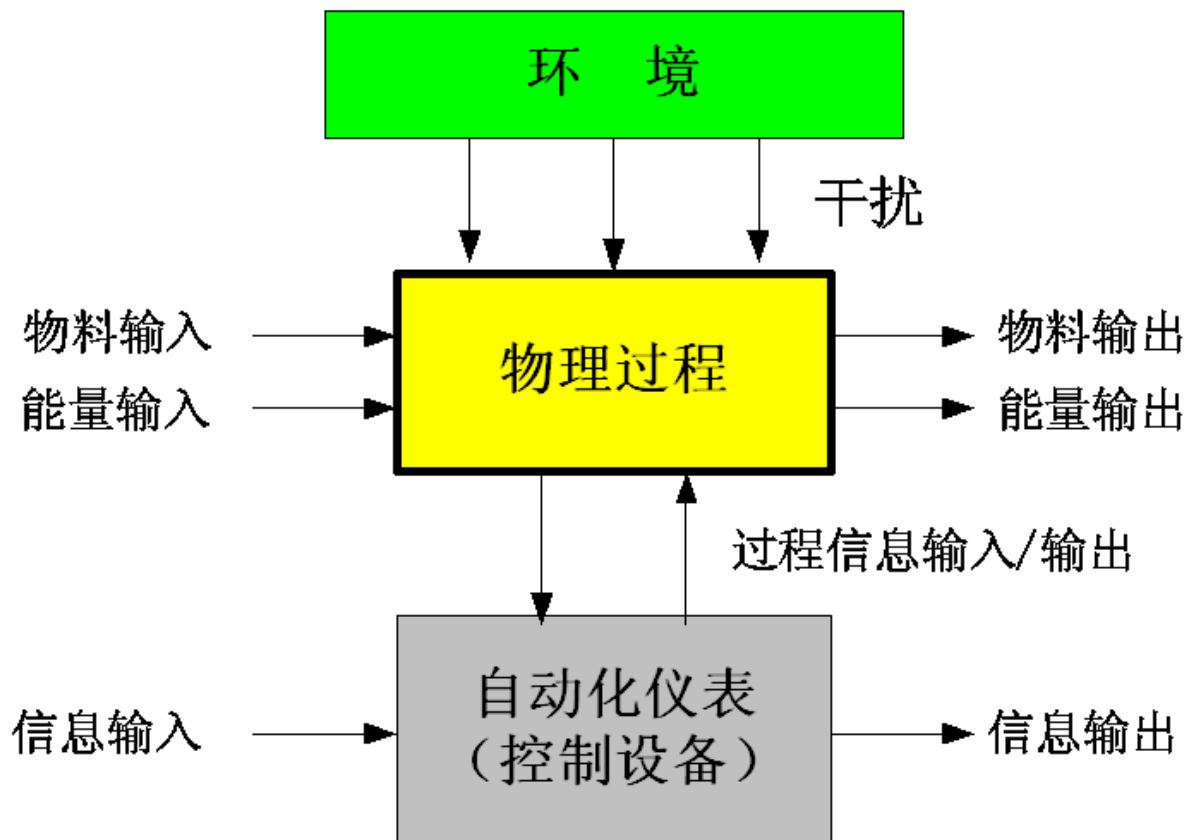 环 境
干扰
物料输入
物料输出
物理过程
能量输入
能量输出
过程信息输入/输出
自动化仪表
（控制设备）
信息输入
信息输出